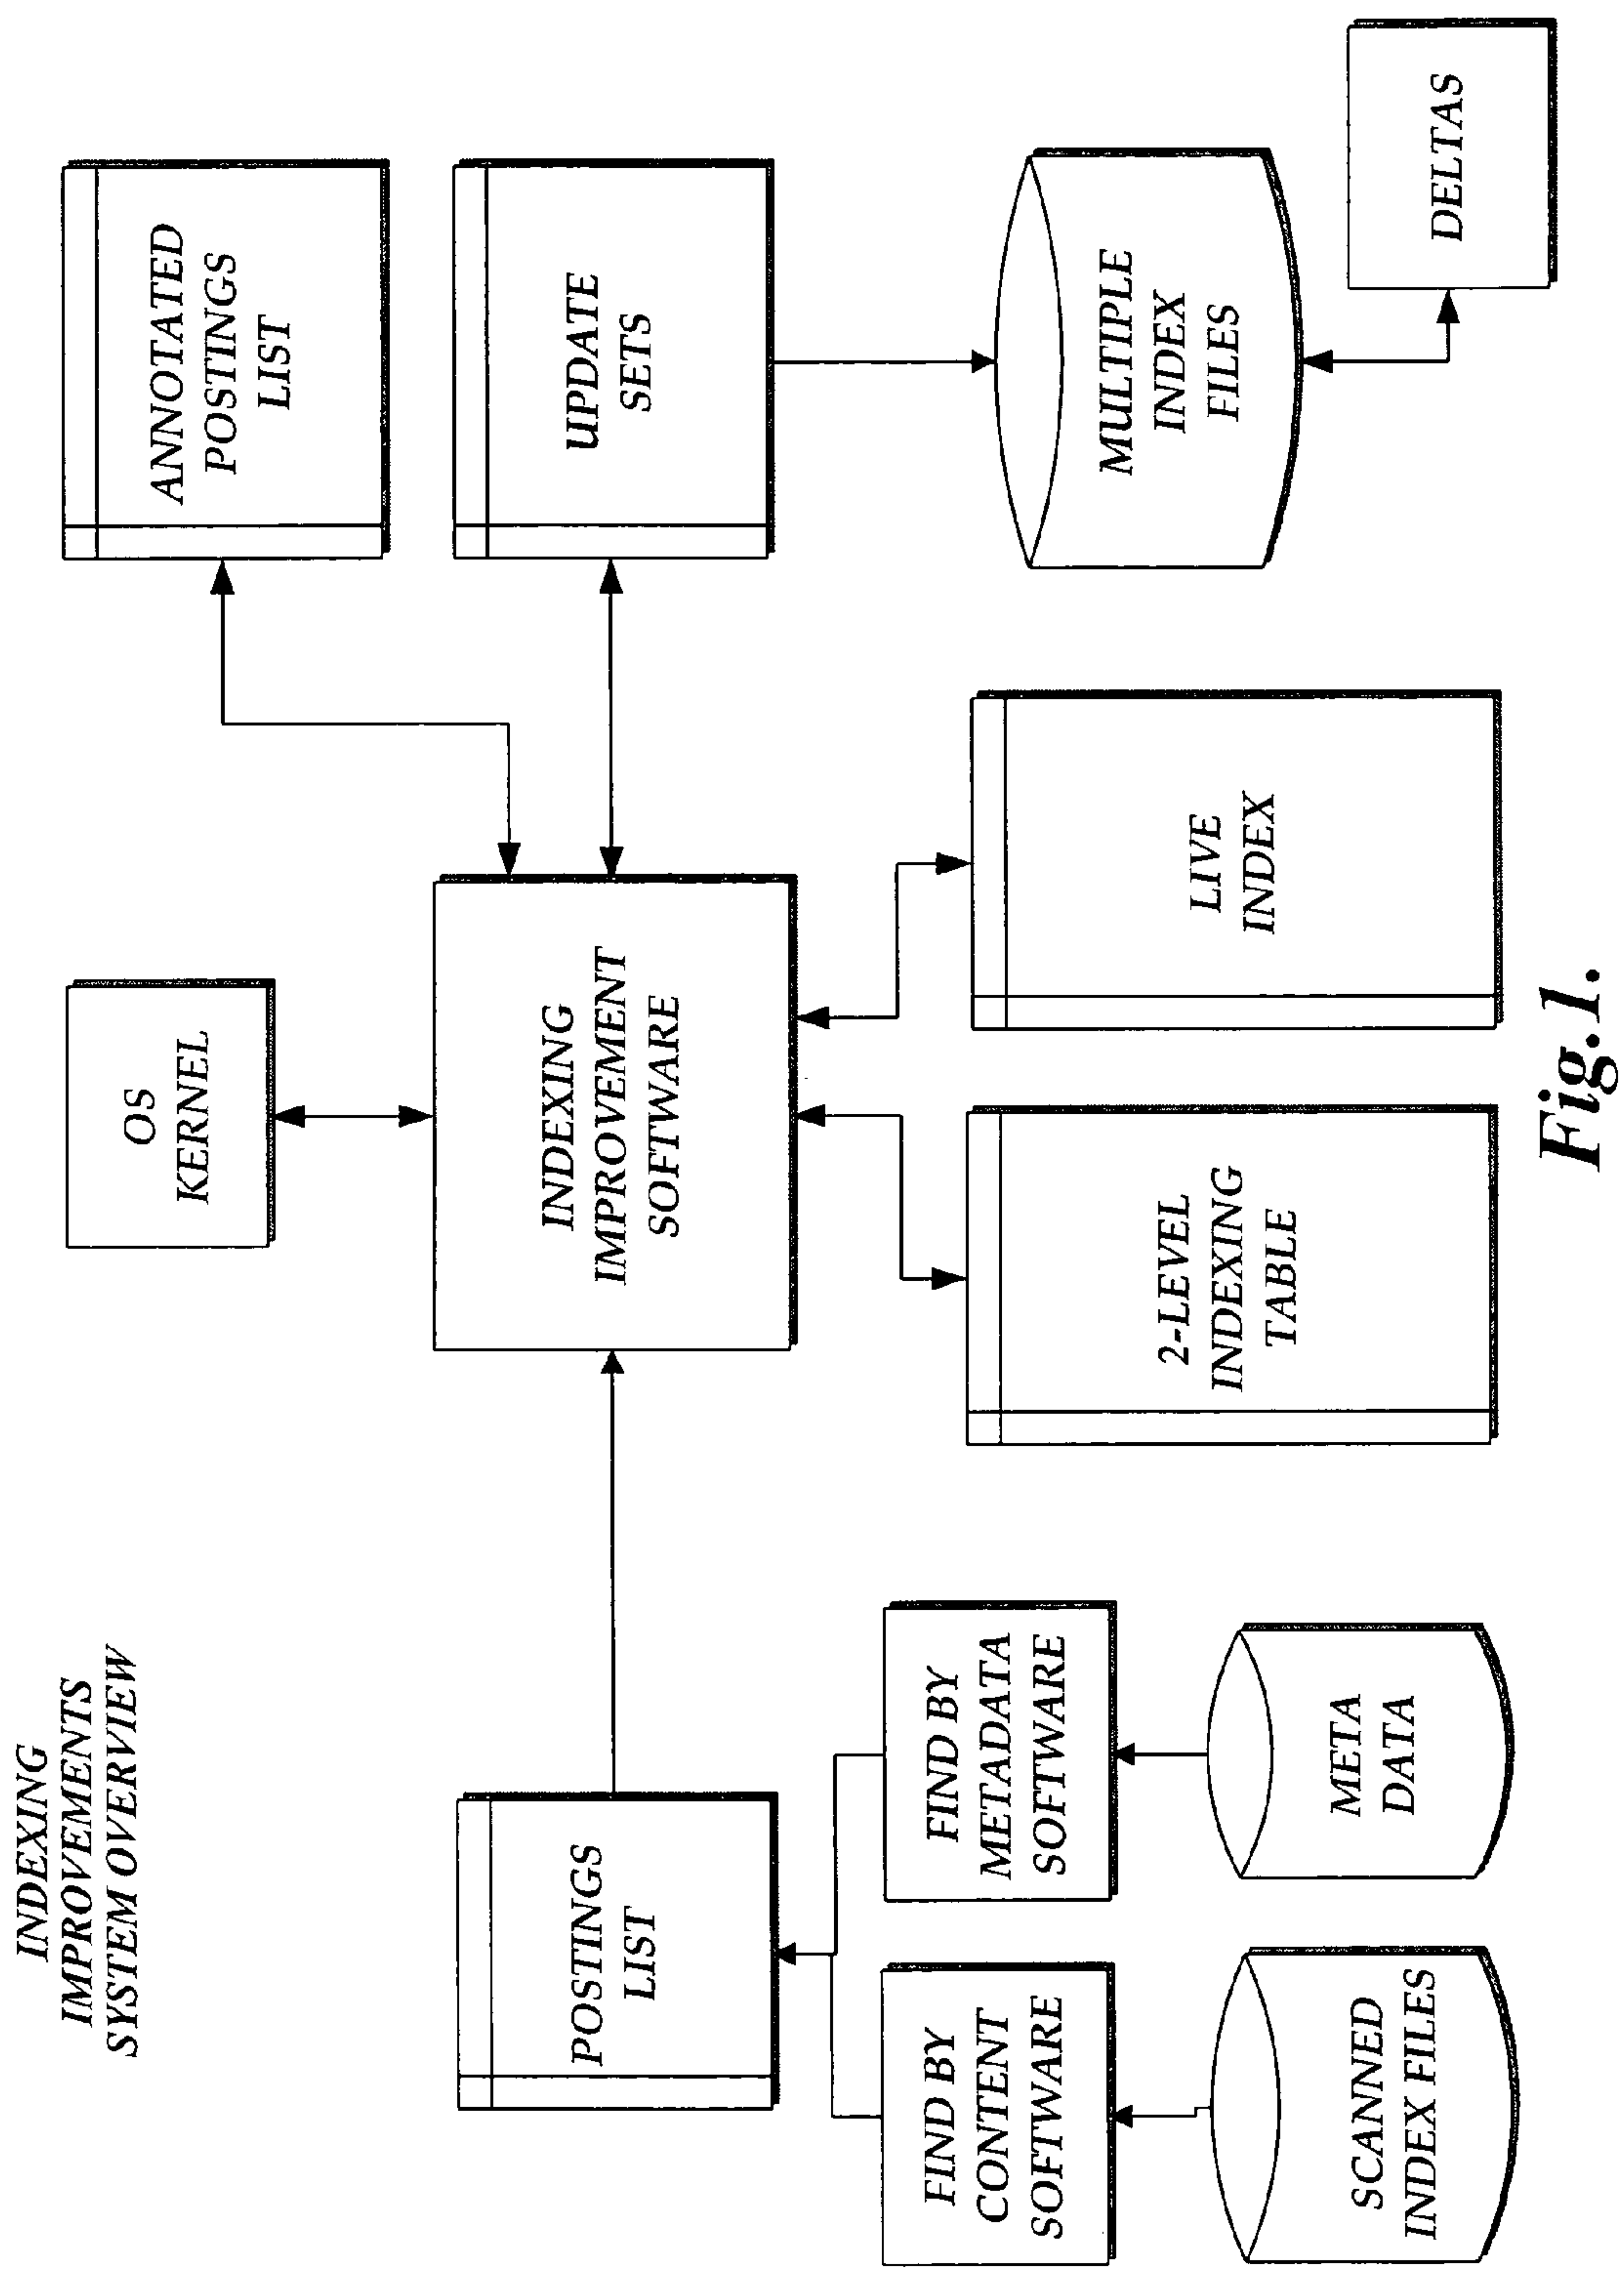 INDEXING
IMPROVEMENTS
SYSTEM OVERVIEW
OS
KERNEL
ANNOTATED
POSTINGS
LIST
POSTINGS
LIST
INDEXING
IMPROVEMENT
SOFTWARE
UPDATE
SETS
FIND BY
CONTENT
SOFTWARE
FIND BY
METADATA
SOFTWARE
2-LEVEL
INDEXING
TABLE
LIVE
INDEX
MULTIPLE
INDEX
FILES
SCANNED
INDEX FILES
META
DATA
DELTAS
Fig.1.